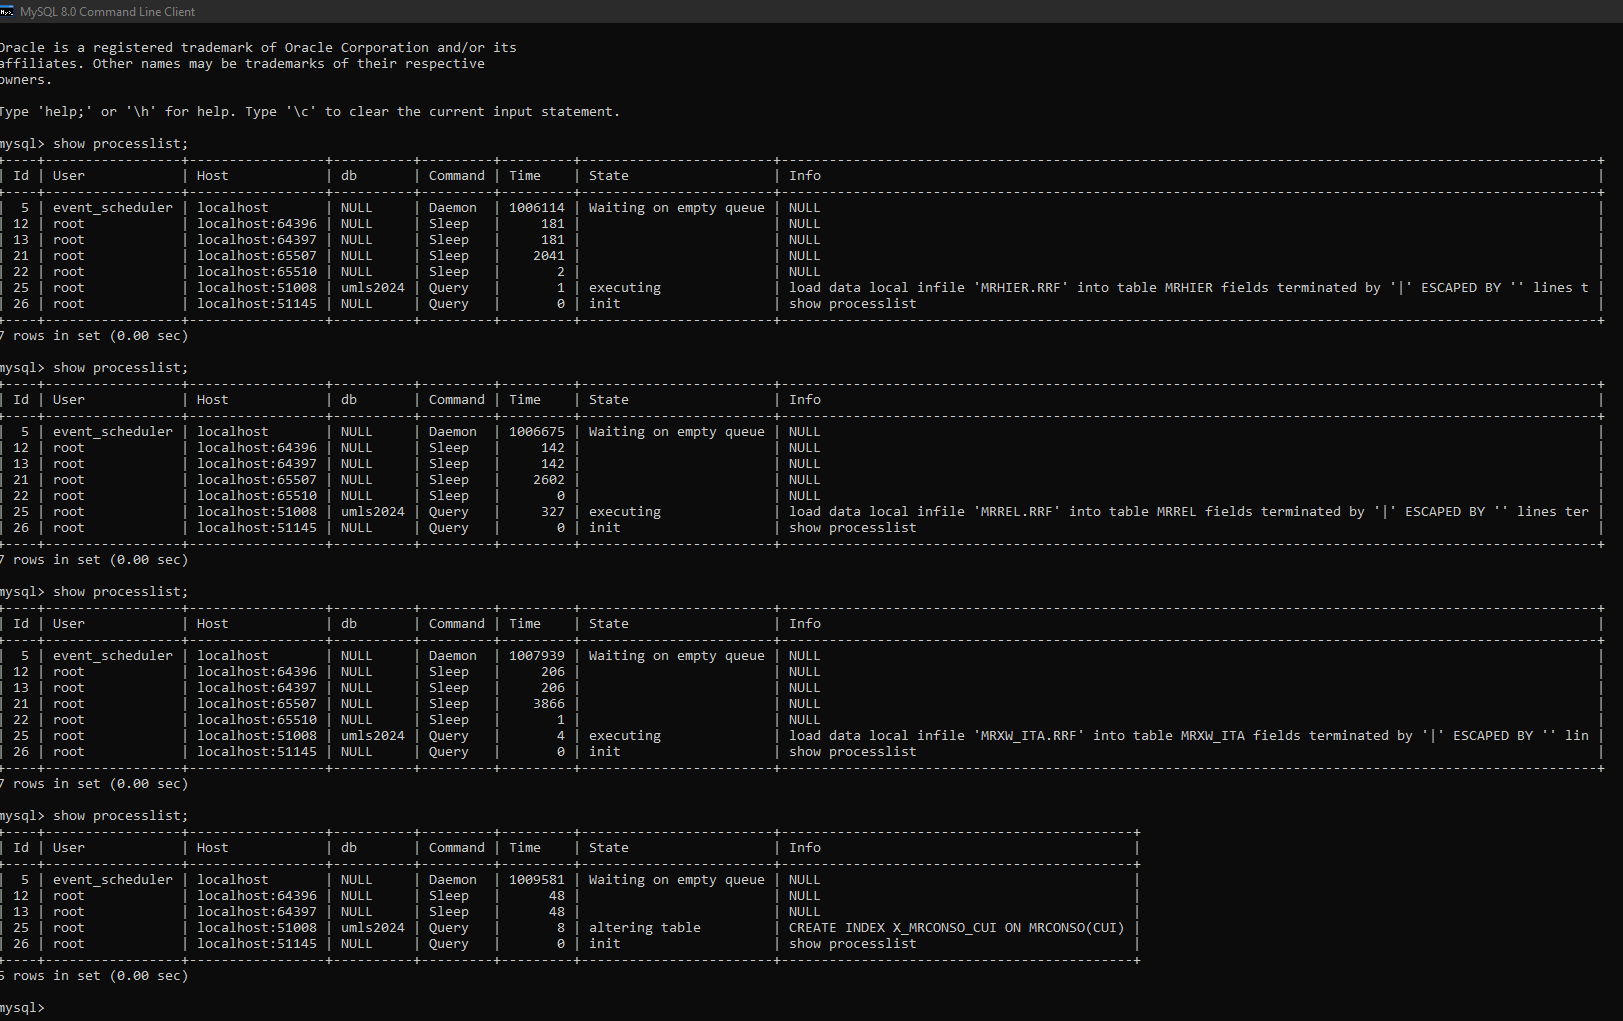 MySQL 8.0 Command Line Client
Oracle is a registered trademark of Oracle Corporation and/or its
affiliates. Other names may be trademarks of their respective
owners.
Type 'help;' or '\h' for help. Type '\c' to clear the current input statement.
mysql> show processlist;
| Id | User | Host | db | Command | Time | State | Info |
| 5 | event_scheduler | localhost | NULL | Daemon | 1006114 | Waiting on empty queue | NULL |
| 12 | root | localhost:64396 | NULL | Sleep | 181 | | NULL |
| 13 | root | localhost:64397 | NULL | Sleep | 181 | | NULL |
| 21 | root | localhost:65507 | NULL | Sleep | 2041 | | NULL |
| 22 | root | localhost:65510 | NULL | Sleep | 2 | | NULL |
| 25 | root | localhost:51008 | umls2024 | Query | 1 | executing | load data local infile 'MRHIER.RRF' into table MRHIER fields terminated by '|' ESCAPED BY '' lines t |
| 26 | root | localhost:51145 | NULL | Query | 0 | init | show processlist |
7 rows in set (0.00 sec)
mysql> show processlist;
| Id | User | Host | db | Command | Time | State | Info |
| 5 | event_scheduler | localhost | NULL | Daemon | 1006675 | Waiting on empty queue | NULL |
| 12 | root | localhost:64396 | NULL | Sleep | 142 | | NULL |
| 13 | root | localhost:64397 | NULL | Sleep | 142 | | NULL |
| 21 | root | localhost:65507 | NULL | Sleep | 2602 | | NULL |
| 22 | root | localhost:65510 | NULL | Sleep | 0 | | NULL |
| 25 | root | localhost:51008 | umls2024 | Query | 327 | executing | load data local infile 'MRREL.RRF' into table MRREL fields terminated by '|' ESCAPED BY '' lines ter |
| 26 | root | localhost:51145 | NULL | Query | 0 | init | show processlist |
7 rows in set (0.00 sec)
mysql> show processlist;
| Id | User | Host | db | Command | Time | State | Info |
| 5 | event_scheduler | localhost | NULL | Daemon | 1007939 | Waiting on empty queue | NULL |
| 12 | root | localhost:64396 | NULL | Sleep | 206 | | NULL |
| 13 | root | localhost:64397 | NULL | Sleep | 206 | | NULL |
| 21 | root | localhost:65507 | NULL | Sleep | 3866 | | NULL |
| 22 | root | localhost:65510 | NULL | Sleep | 1 | | NULL |
| 25 | root | localhost:51008 | umls2024 | Query | 4 | executing | load data local infile 'MRXW_ITA.RRF' into table MRXW_ITA fields terminated by '|' ESCAPED BY '' lin |
| 26 | root | localhost:51145 | NULL | Query | 0 | init | show processlist |
7 rows in set (0.00 sec)
mysql> show processlist;
| Id | User | Host | db | Command | Time | State | Info |
| 5 | event_scheduler | localhost | NULL | Daemon | 1009581 | Waiting on empty queue | NULL |
| 12 | root | localhost:64396 | NULL | Sleep | 48 | | NULL |
| 13 | root | localhost:64397 | NULL | Sleep | 48 | | NULL |
| 25 | root | localhost:51008 | umls2024 | Query | 8 | altering table | CREATE INDEX X_MRCONSO_CUI ON MRCONSO(CUI) |
| 26 | root | localhost:51145 | NULL | Query | 0 | init | show processlist |
5 rows in set (0.00 sec)
mysql>